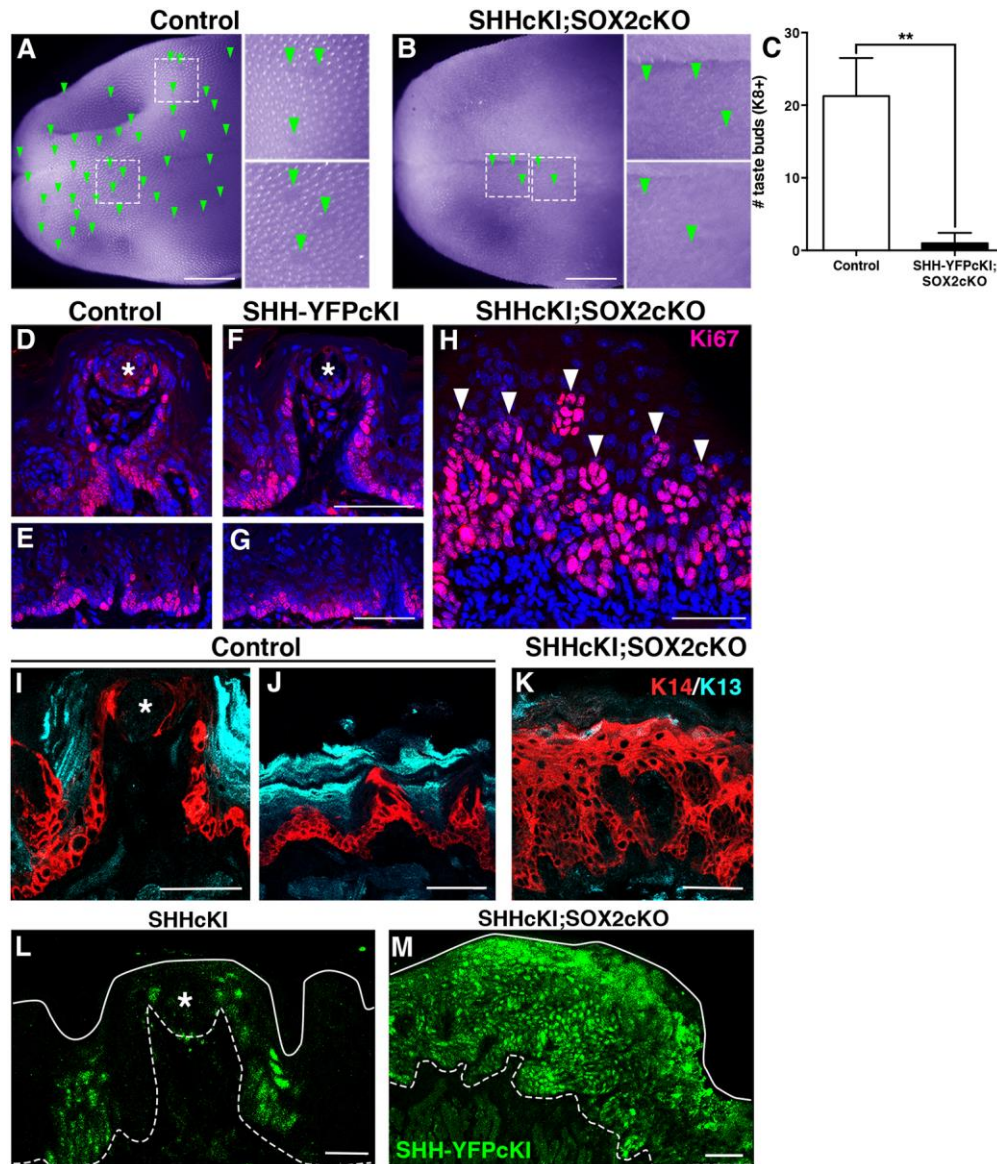 Control
SHHcKI;SOX2cKO
A
B
C
# taste buds (K8+)
30
20
10
0
**
Control
SHH-YFPcKI;
SOX2cKO
Control
SHH-YFPcKI
SHHcKI;SOX2cKO
D
*
F
*
H
Ki67
E
G
Control
SHHcKI;SOX2cKO
I
*
J
K
K14/K13
SHHcKI
SHHcKI;SOX2cKO
L
*
M
SHH-YFPcKI